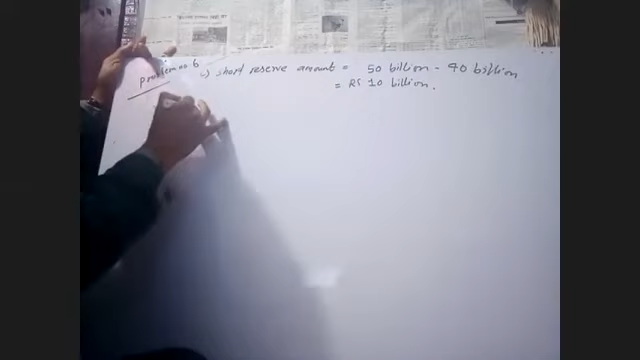 Problem no 6
c) short reserve amount = 50 billion - 40 billion
= RS 10 billion.